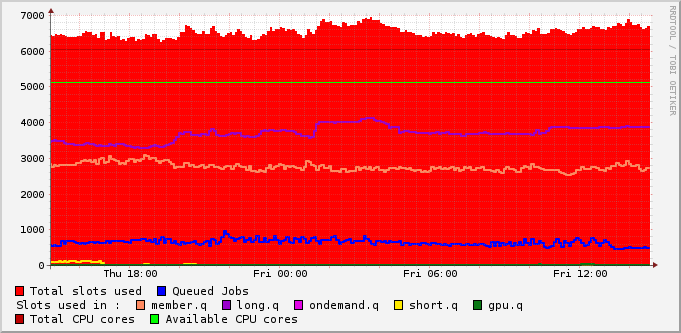 7000
6000
5000
4000
3000
2000
1000
0
Thu 18:00 Fri 00:00 Fri 06:00 Fri 12:00
Total slots used Queued Jobs
Slots used in : member.q long.q ondemand.q short.q gpu.q
Total CPU cores Available CPU cores
RRDTOOL / TOBI OETIKER